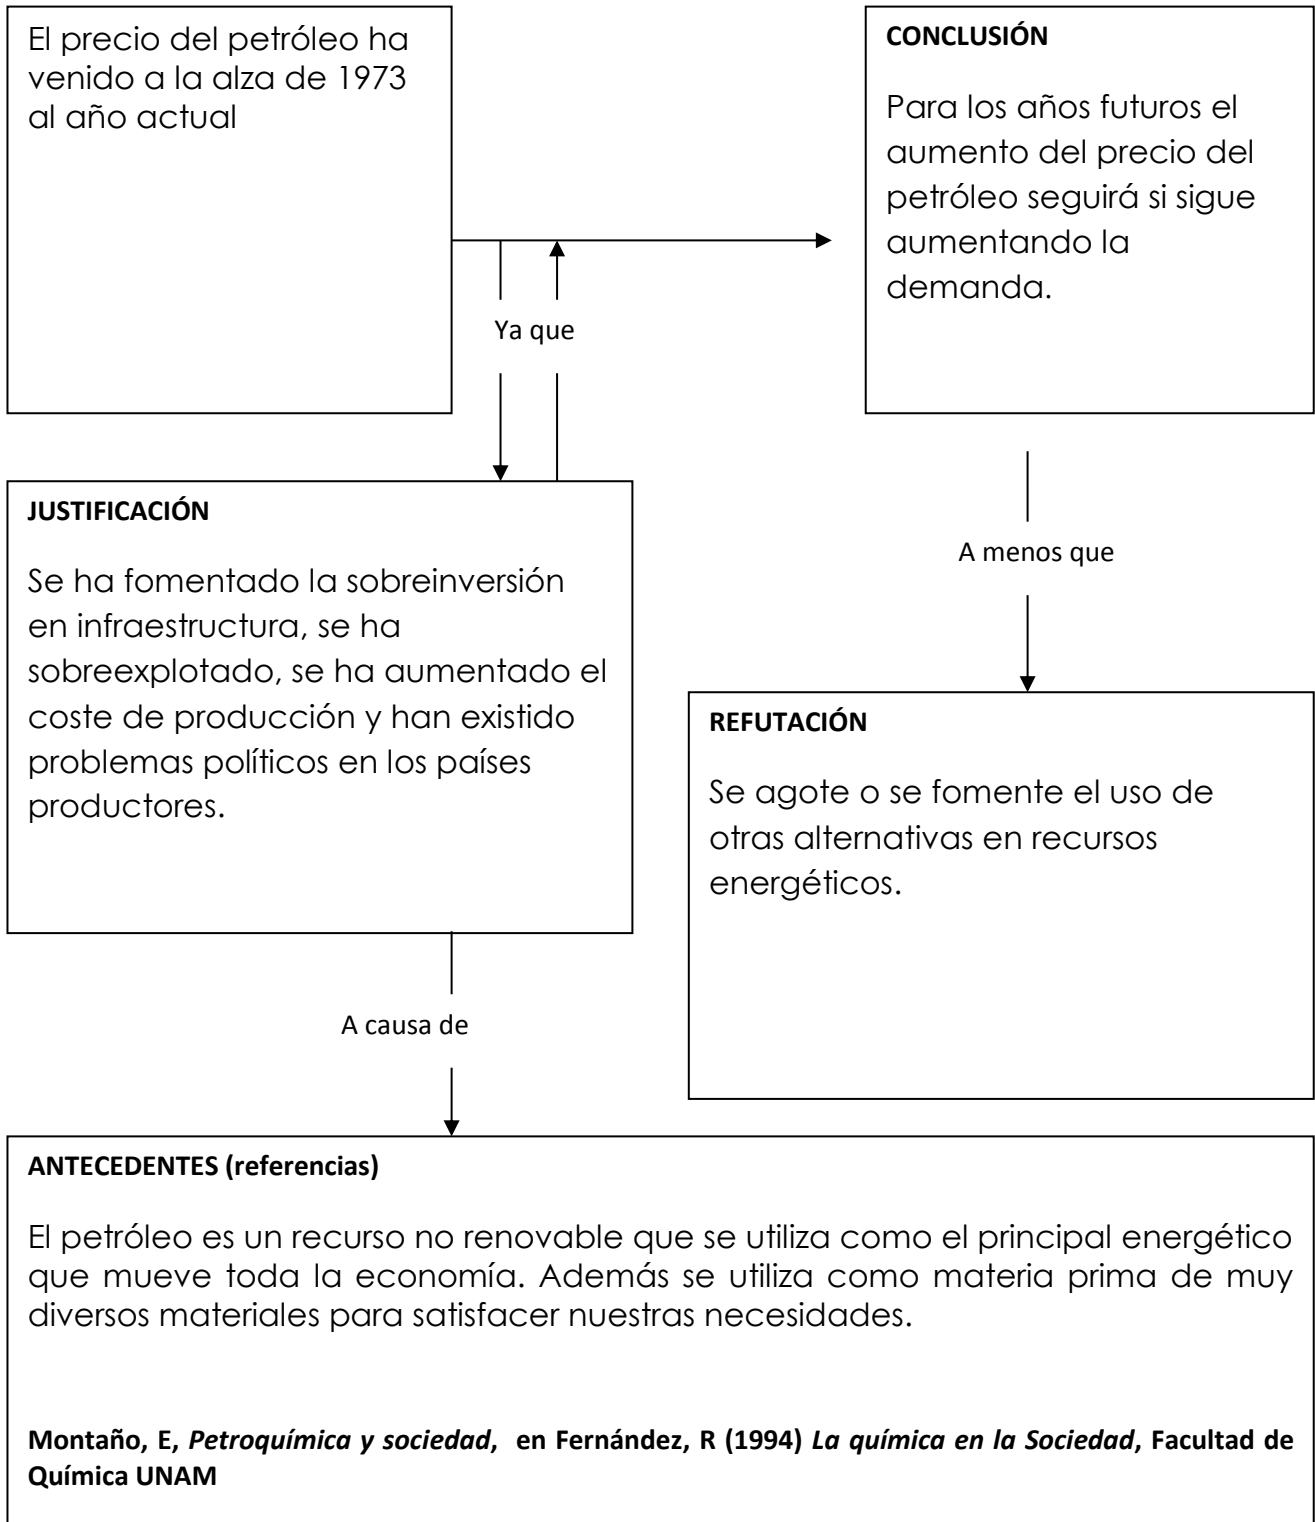 El precio del petróleo ha
venido a la alza de 1973
al año actual
CONCLUSIÓN
Para los años futuros el
aumento del precio del
petróleo seguirá si sigue
aumentando la
demanda.
Ya que
JUSTIFICACIÓN
Se ha fomentado la sobreinversión
en infraestructura, se ha
sobreexplotado, se ha aumentado el
coste de producción y han existido
problemas políticos en los países
productores.
A menos que
REFUTACIÓN
Se agote o se fomente el uso de
otras alternativas en recursos
energéticos.
A causa de
ANTECEDENTES (referencias)
El petróleo es un recurso no renovable que se utiliza como el principal energético
que mueve toda la economía. Además se utiliza como materia prima de muy
diversos materiales para satisfacer nuestras necesidades.
Montaño, E, Petroquímica y sociedad, en Fernández, R (1994) La química en la Sociedad, Facultad de
Química UNAM